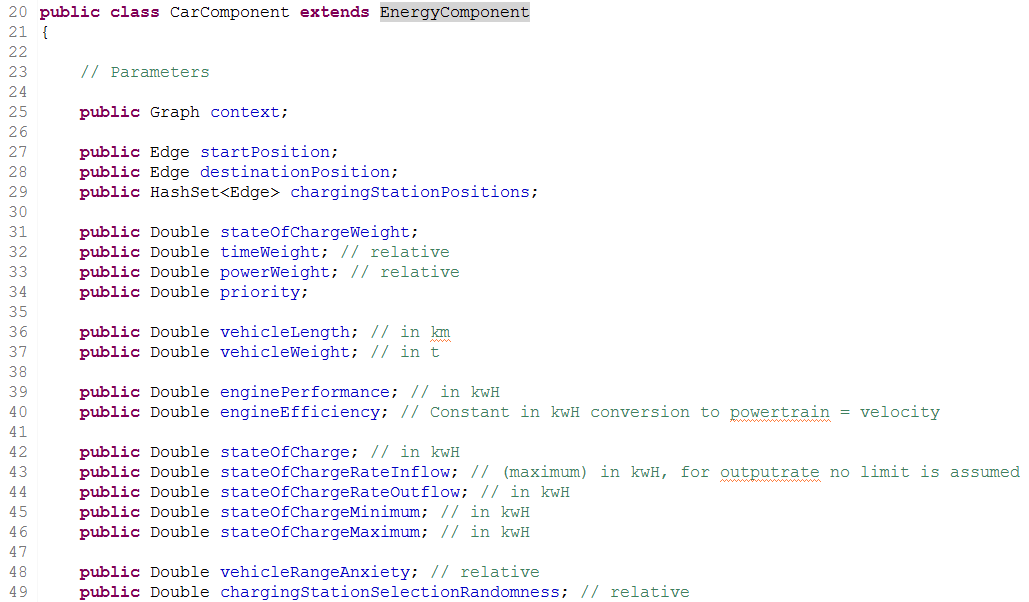 20 public class CarComponent extends EnergyComponent
21 {
22
23 // Parameters
24
25 public Graph context;
26
27 public Edge startPosition;
28 public Edge destinationPosition;
29 public HashSet<Edge> chargingStationPositions;
30
31 public Double stateOfChargeWeight;
32 public Double timeWeight; // relative
33 public Double powerWeight; // relative
34 public Double priority;
35
36 public Double vehicleLength; // in km
37 public Double vehicleWeight; // in t
38
39 public Double enginePerformance; // in kwH
40 public Double engineEfficiency; // Constant in kwH conversion to powertrain = velocity
41
42 public Double stateOfCharge; // in kwH
43 public Double stateOfChargeRateInflow; // (maximum) in kwH, for outputrate no limit is assumed
44 public Double stateOfChargeRateOutflow; // in kwH
45 public Double stateOfChargeMinimum; // in kwH
46 public Double stateOfChargeMaximum; // in kwH
47
48 public Double vehicleRangeAnxiety; // relative
49 public Double chargingStationSelectionRandomness; // relative